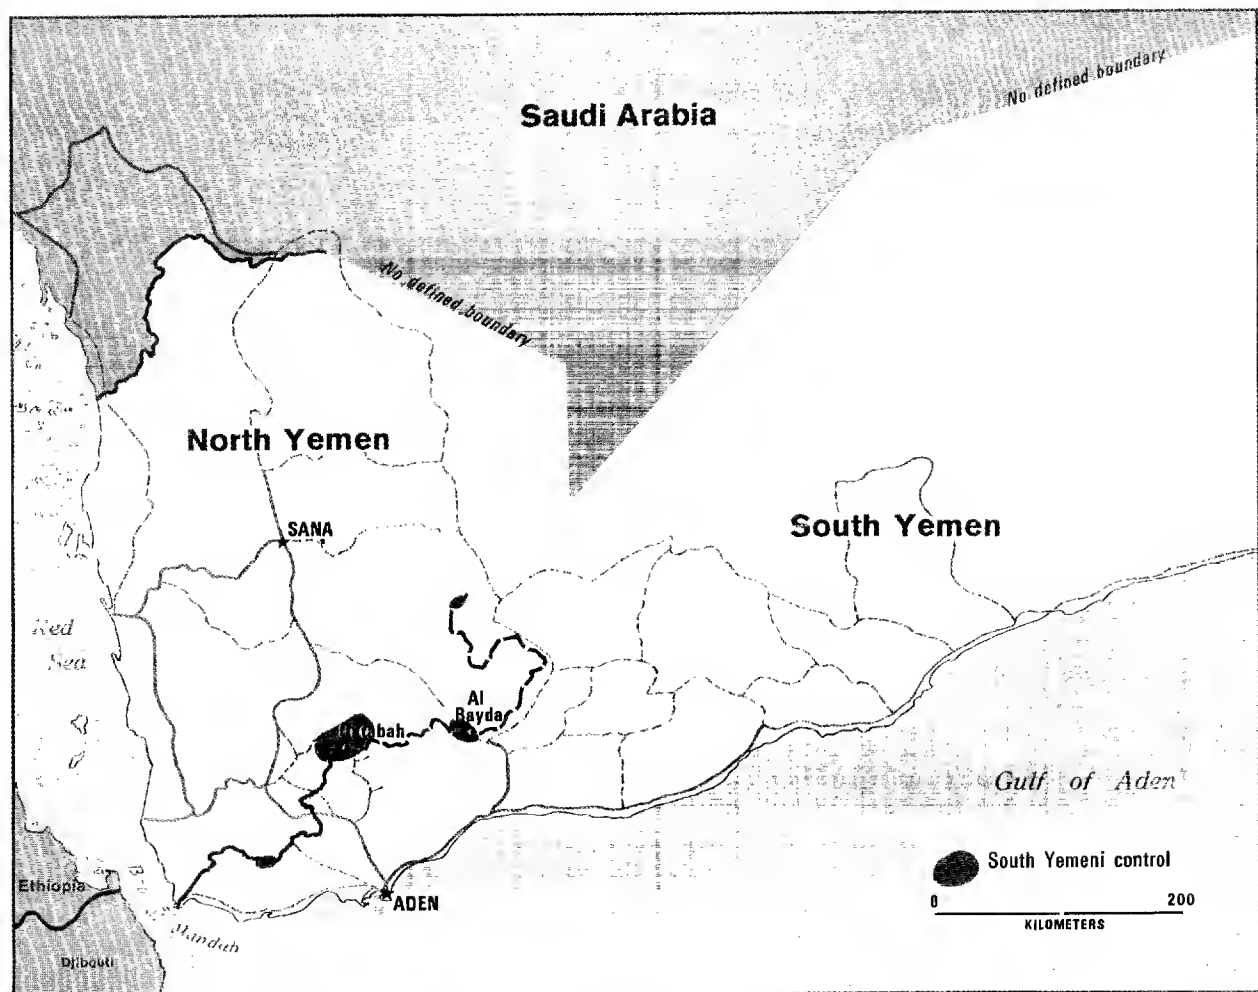 Saudi Arabia
No defined boundary
No defined boundary
North Yemen
SANA
South Yemen
Red
Sea
Al
Bayda
Gulf of Aden
Ethiopia
ADEN
Mandab
Djibouti
South Yemeni control
0 200
KILOMETERS